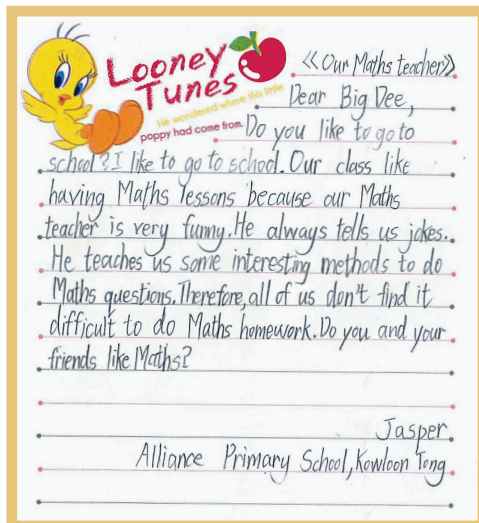 Looney
Tunes
He wondered where this little
poppy had come from.
《Our Maths teacher》
Dear Big Dee,
Do you like to go to
school? I like to go to school. Our class like
having Maths lessons because our Maths
teacher is very funny. He always tells us jokes.
He teaches us some interesting methods to do
Maths questions. Therefore, all of us don't find it
difficult to do Maths homework. Do you and your
friends like Maths?
Jasper
Alliance Primary School, Kowloon Tong